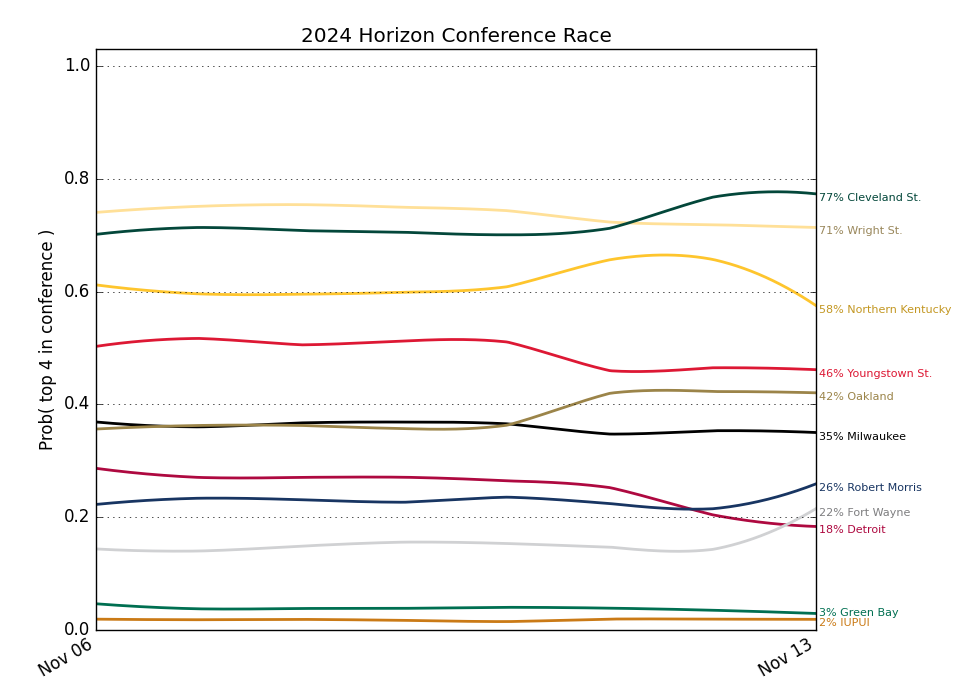 2024 Horizon Conference Race
Prob( top 4 in conference )
1.0
0.8
0.6
0.4
0.2
0.0
Nov 06
Nov 13
77% Cleveland St.
71% Wright St.
58% Northern Kentucky
46% Youngstown St.
42% Oakland
35% Milwaukee
26% Robert Morris
22% Fort Wayne
18% Detroit
3% Green Bay
2% IUPUI